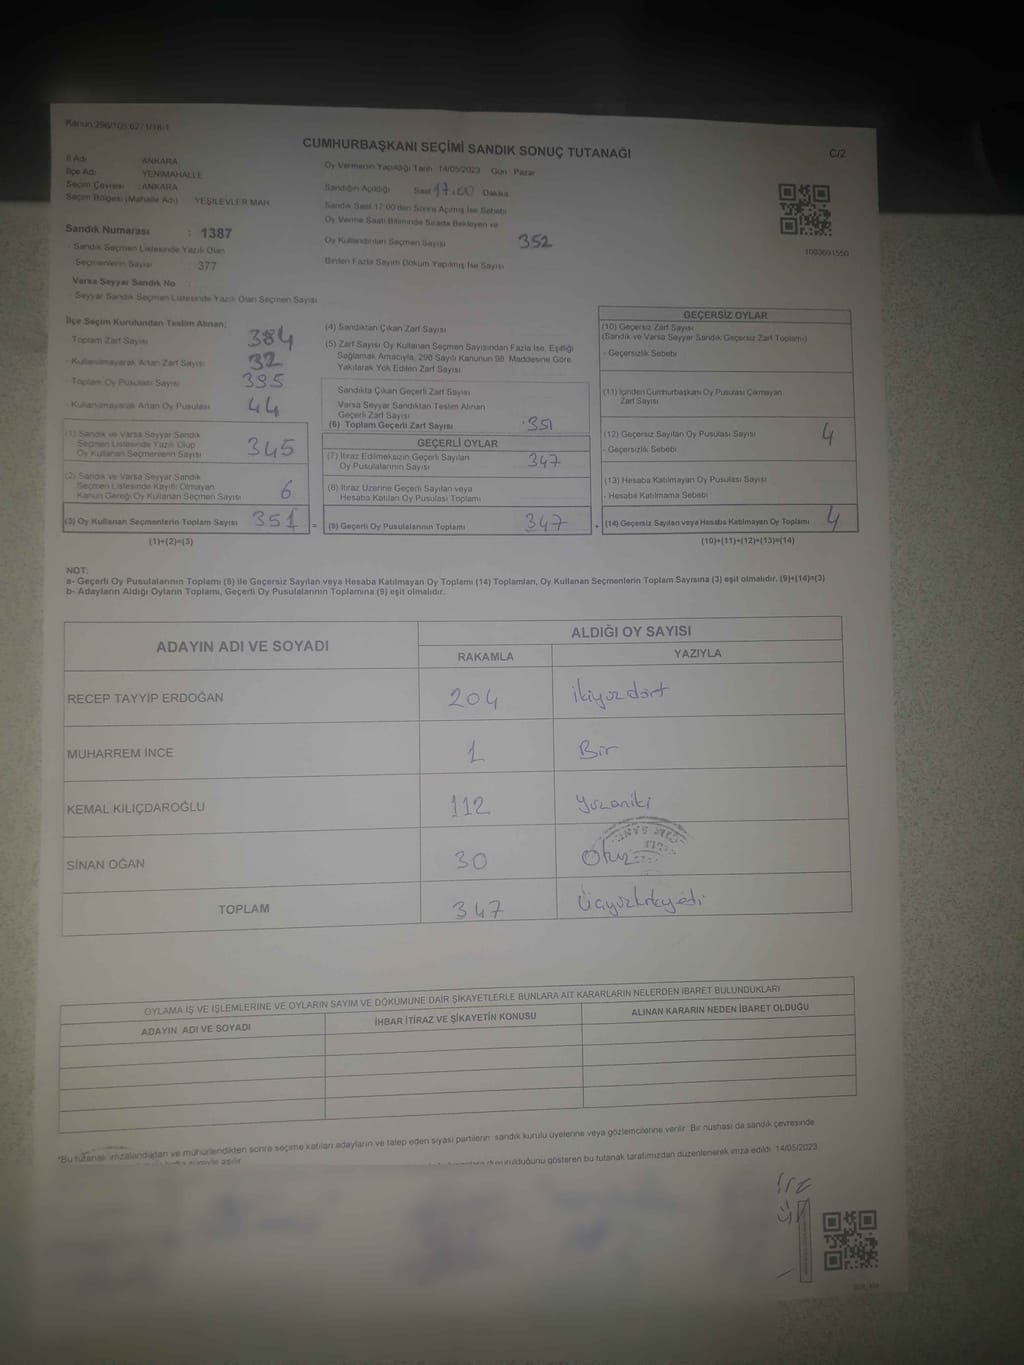 Kanun:298/105,6271/18-1
CUMHURBAŞKANI SEÇİMİ SANDIK SONUÇ TUTANAĞI
C/2
İl Adı ANKARA
İlçe Adı YENİMAHALLE
Seçim Çevresi : ANKARA
Seçim Bölgesi (Mahalle Adı) : YEŞİLEVLER MAH.
Oy Vermenin Yapıldığı Tarih 14/05/2023 Gün Pazar
Sandığın Açıldığı Saat 17.00 Dakika
Sandık Saat 17:00'den Sonra Açılmış İse Sebebi
Oy Verme Saati Bitiminde Sırada Bekleyen ve
Oy Kullandırılan Seçmen Sayısı 352
Birden Fazla Sayım Döküm Yapılmış İse Sayısı
1093691550
Sandık Numarası : 1387
- Sandık Seçmen Listesinde Yazılı Olan
Seçmenlerin Sayısı : 377
Varsa Seyyar Sandık No :
- Seyyar Sandık Seçmen Listesinde Yazılı Olan Seçmen Sayısı
İlçe Seçim Kurulundan Teslim Alınan:
Toplam Zarf Sayısı 384
- Kullanılmayarak Artan Zarf Sayısı 32
Toplam Oy Pusulası Sayısı 395
- Kullanılmayarak Artan Oy Pusulası 44
(1) Sandık ve Varsa Seyyar Sandık
Seçmen Listesinde Yazılı Olup
Oy Kullanan Seçmenlerin Sayısı 345
(2) Sandık ve Varsa Seyyar Sandık
Seçmen Listesinde Kayıtlı Olmayan
Kanun Gereği Oy Kullanan Seçmen Sayısı 6
(3) Oy Kullanan Seçmenlerin Toplam Sayısı 351 =
(1)+(2)=(3)
(4) Sandıktan Çıkan Zarf Sayısı
(5) Zarf Sayısı Oy Kullanan Seçmen Sayısından Fazla İse, Eşitliği
Sağlamak Amacıyla, 298 Sayılı Kanunun 98. Maddesine Göre
Yakılarak Yok Edilen Zarf Sayısı
Sandıkta Çıkan Geçerli Zarf Sayısı
Varsa Seyyar Sandıktan Teslim Alınan
Geçerli Zarf Sayısı
(6) Toplam Geçerli Zarf Sayısı 351
GEÇERLİ OYLAR
(7) İtiraz Edilmeksizin Geçerli Sayılan
Oy Pusulalarının Sayısı 347
(8) İtiraz Üzerine Geçerli Sayılan veya
Hesaba Katılan Oy Pusulası Toplamı
(9) Geçerli Oy Pusulalarının Toplamı 347 +
GEÇERSİZ OYLAR
(10) Geçersiz Zarf Sayısı
(Sandık ve Varsa Seyyar Sandık Geçersiz Zarf Toplamı)
- Geçersizlik Sebebi
(11) İçinden Cumhurbaşkanı Oy Pusulası Çıkmayan
Zarf Sayısı
(12) Geçersiz Sayılan Oy Pusulası Sayısı 4
- Geçersizlik Sebebi
(13) Hesaba Katılmayan Oy Pusulası Sayısı
- Hesaba Katılmama Sebebi
(14) Geçersiz Sayılan veya Hesaba Katılmayan Oy Toplamı 4
(10)+(11)+(12)+(13)=(14)
NOT:
a- Geçerli Oy Pusulalarının Toplamı (9) ile Geçersiz Sayılan veya Hesaba Katılmayan Oy Toplamı (14) Toplamları, Oy Kullanan Seçmenlerin Toplam Sayısına (3) eşit olmalıdır. (9)+(14)=(3)
b- Adayların Aldığı Oyların Toplamı, Geçerli Oy Pusulalarının Toplamına (9) eşit olmalıdır.
ADAYIN ADI VE SOYADI
ALDIĞI OY SAYISI
RAKAMLA YAZIYLA
RECEP TAYYİP ERDOĞAN 204 ikiyüzdört
MUHARREM İNCE 1 Bir
KEMAL KILIÇDAROĞLU 112 Yüzoniki
SİNAN OĞAN 30 Otuz
TOPLAM 347 Üçyüzkırkyedi
OYLAMA İŞ VE İŞLEMLERİNE VE OYLARIN SAYIM VE DÖKÜMÜNE DAİR ŞİKAYETLERLE BUNLARA AİT KARARLARIN NELERDEN İBARET BULUNDUKLARI
ADAYIN ADI VE SOYADI İHBAR İTİRAZ VE ŞİKAYETİN KONUSU ALINAN KARARIN NEDEN İBARET OLDUĞU
*Bu tutanak imzalandıktan ve mühürlendikten sonra seçime katılan adayların ve talep eden siyasi partilerin sandık kurulu üyelerine veya gözlemcilerine verilir. Bir nüshası da sandık çevresinde
durulduğunu gösteren bu tutanak tarafımızdan düzenlenerek imza edildi. 14/05/2023